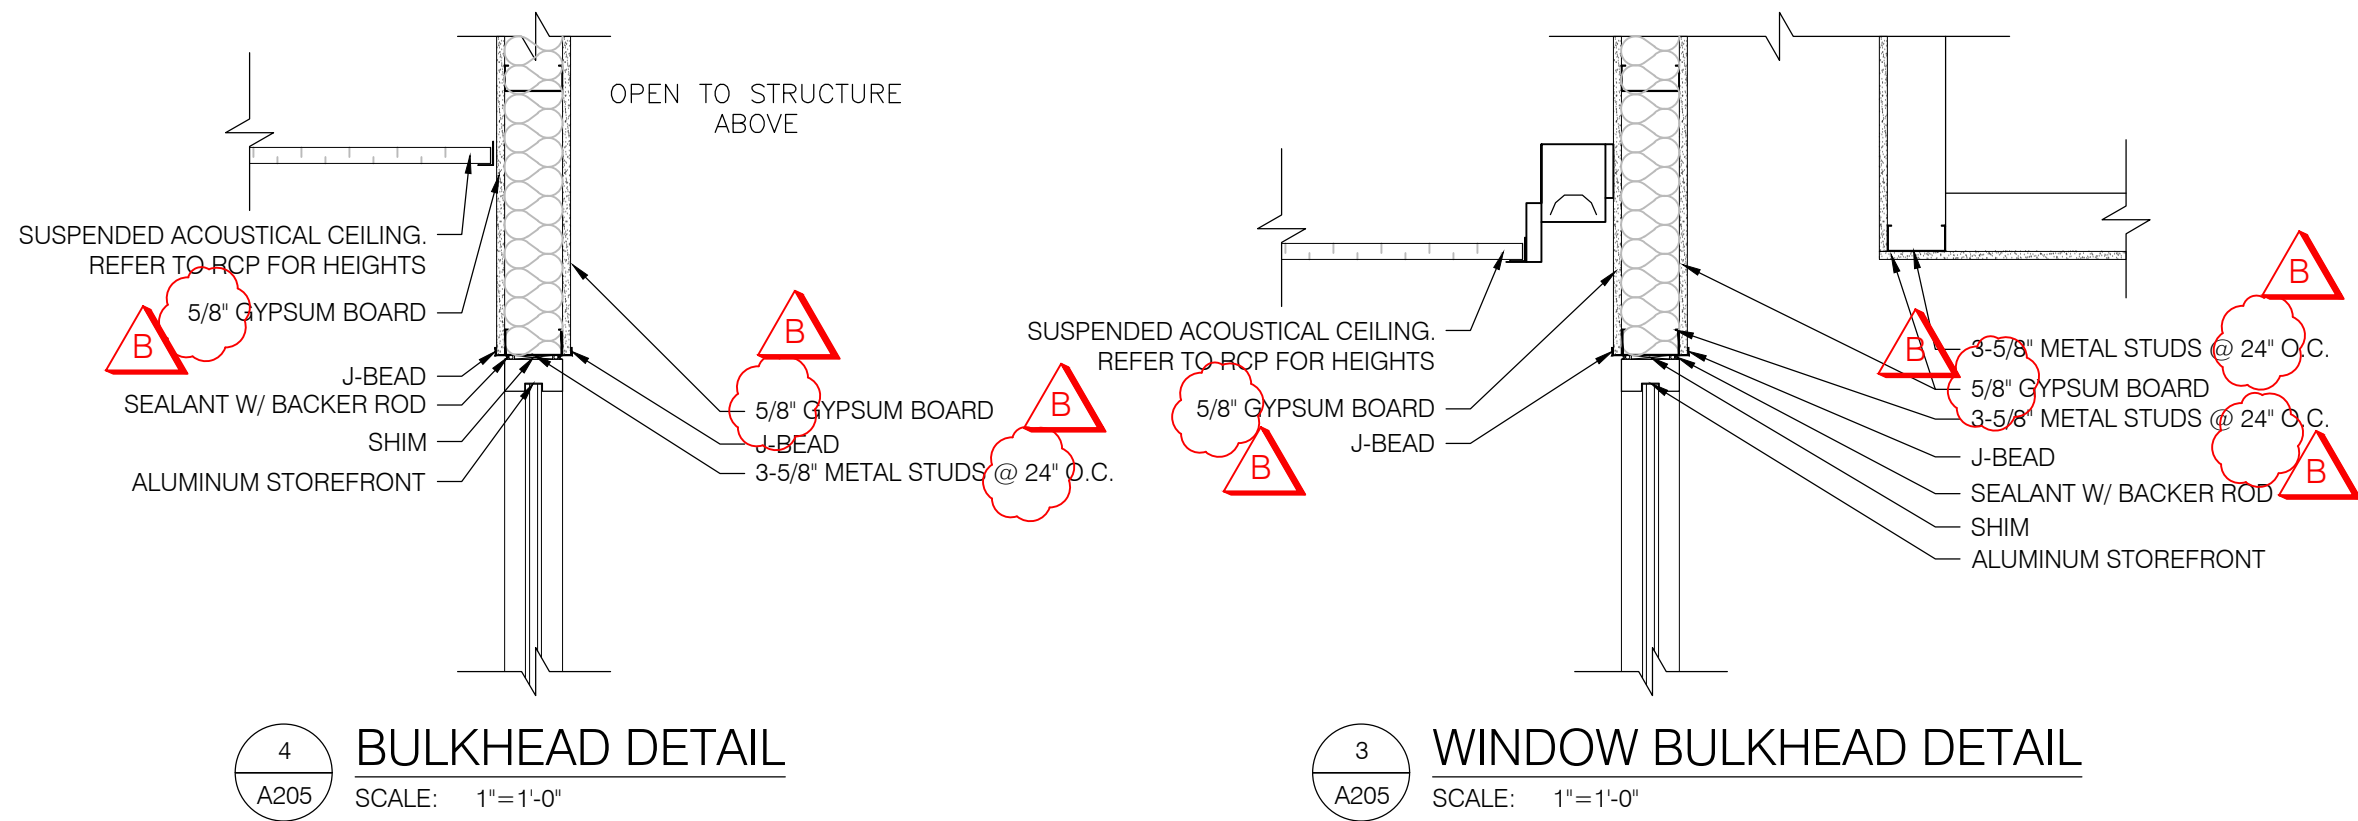 OPEN TO STRUCTURE
ABOVE
SUSPENDED ACOUSTICAL CEILING.
REFER TO RCP FOR HEIGHTS
5/8" GYPSUM BOARD
B
J-BEAD
SEALANT W/ BACKER ROD
SHIM
ALUMINUM STOREFRONT
B
5/8" GYPSUM BOARD
B
J-BEAD
3-5/8" METAL STUDS @ 24" O.C.
4
A205
BULKHEAD DETAIL
SCALE: 1"=1'-0"
SUSPENDED ACOUSTICAL CEILING.
REFER TO RCP FOR HEIGHTS
5/8" GYPSUM BOARD
J-BEAD
B
B
B
3-5/8" METAL STUDS @ 24" O.C.
5/8" GYPSUM BOARD
3-5/8" METAL STUDS @ 24" O.C.
J-BEAD
B
SEALANT W/ BACKER ROD
SHIM
ALUMINUM STOREFRONT
3
A205
WINDOW BULKHEAD DETAIL
SCALE: 1"=1'-0"